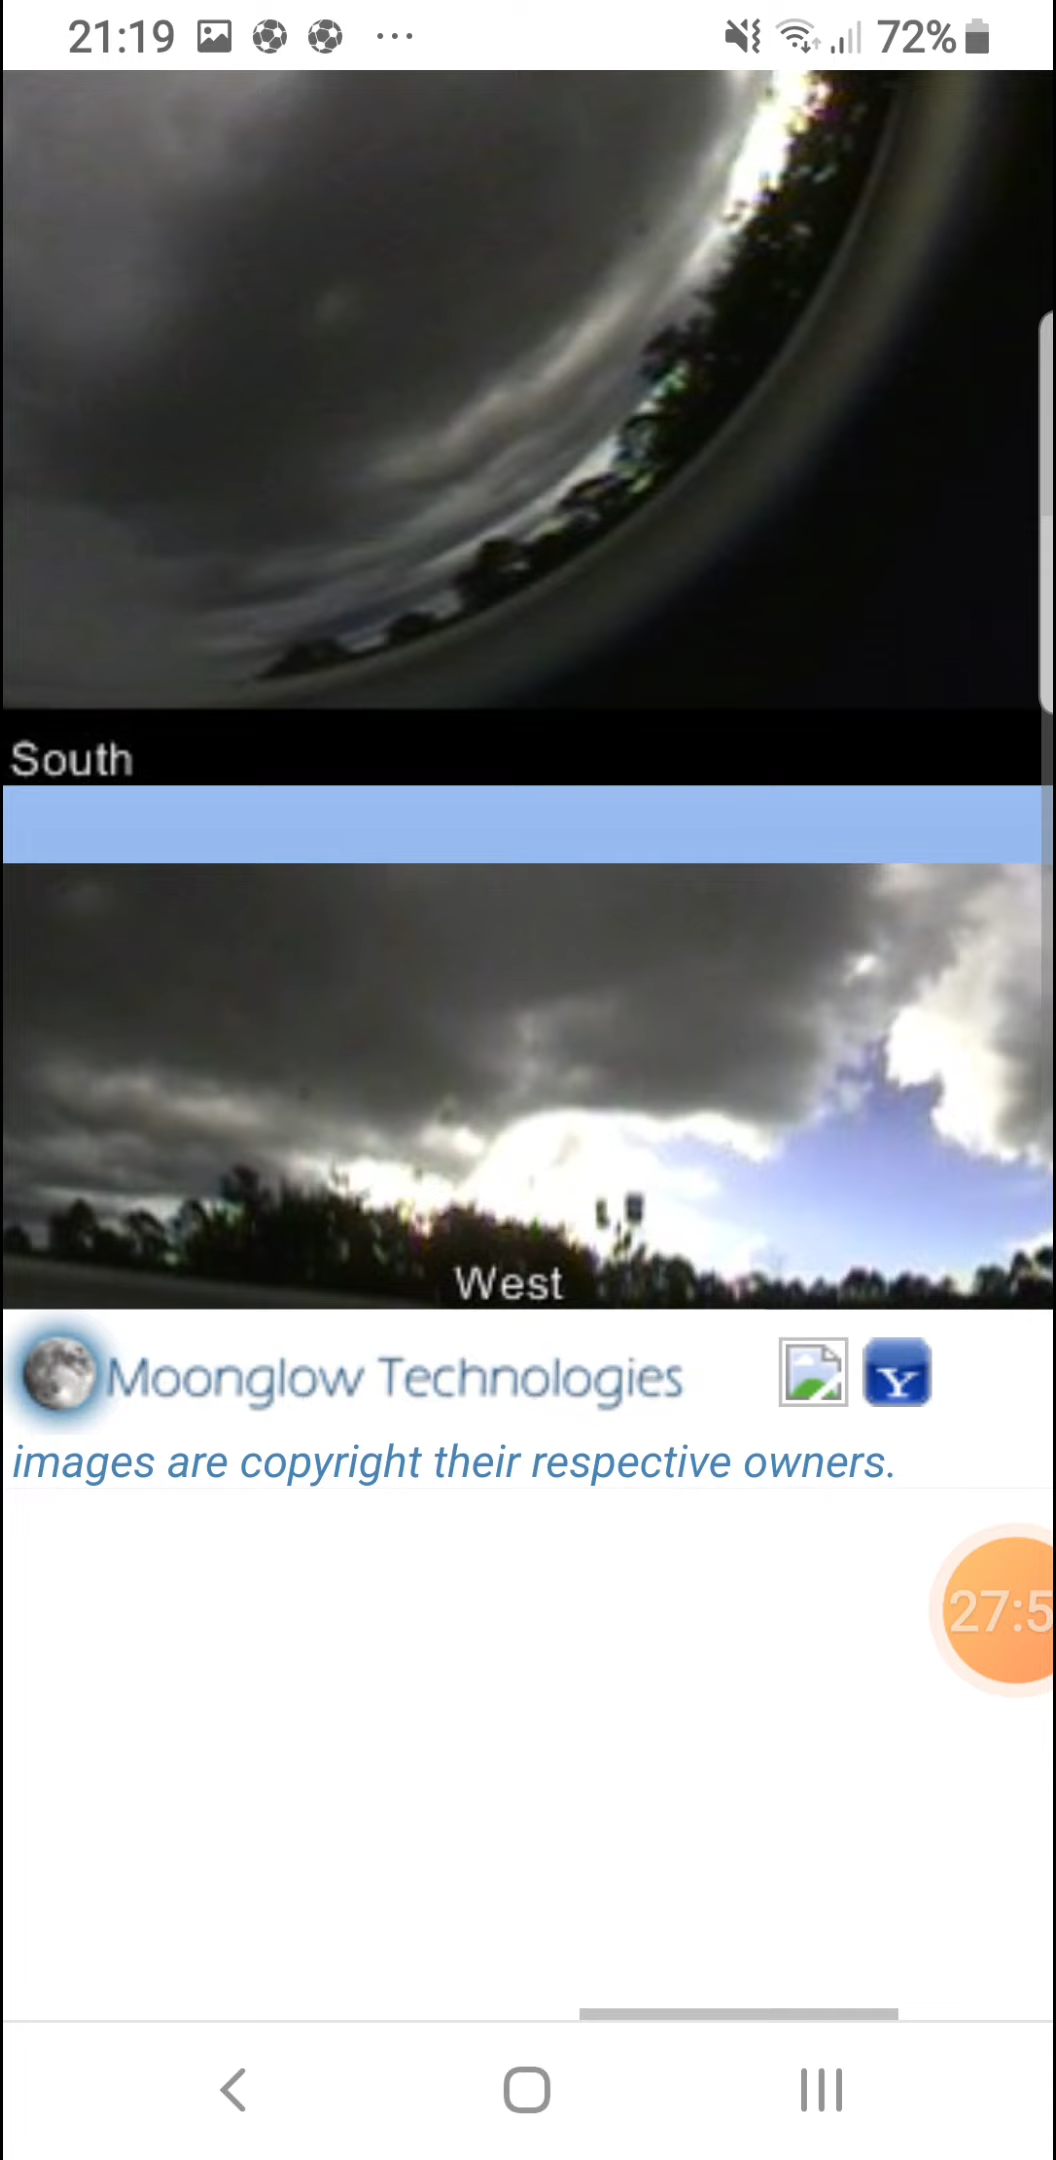 21:19 72%
South
West
Moonglow Technologies
Y
images are copyright their respective owners.
27:5